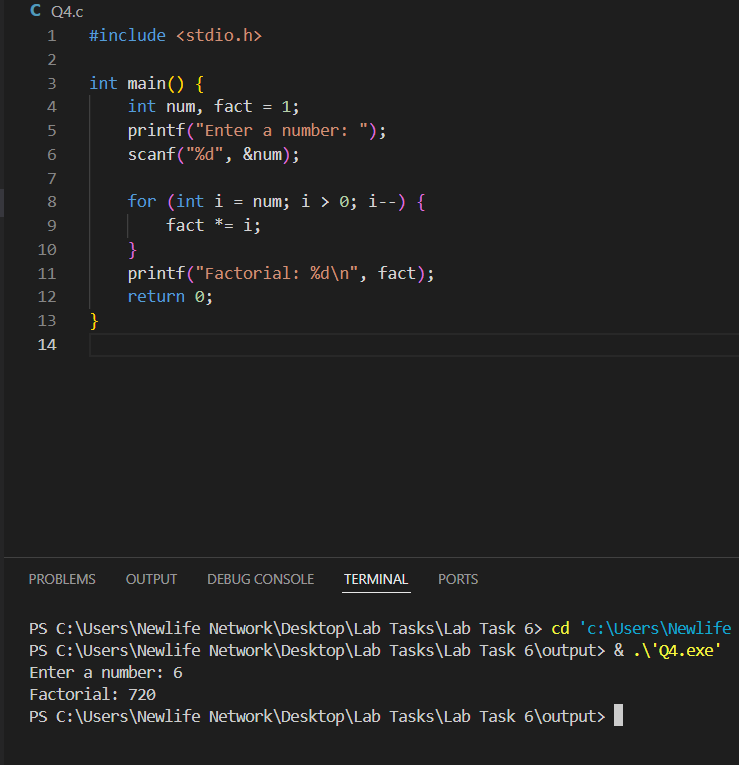 C Q4.c
1 #include <stdio.h>
2
3 int main() {
4     int num, fact = 1;
5     printf("Enter a number: ");
6     scanf("%d", &num);
7
8     for (int i = num; i > 0; i--) {
9         fact *= i;
10     }
11     printf("Factorial: %d\n", fact);
12     return 0;
13 }
14
PROBLEMS OUTPUT DEBUG CONSOLE TERMINAL PORTS
PS C:\Users\Newlife Network\Desktop\Lab Tasks\Lab Task 6> cd 'c:\Users\Newlife
PS C:\Users\Newlife Network\Desktop\Lab Tasks\Lab Task 6\output> & .\'Q4.exe'
Enter a number: 6
Factorial: 720
PS C:\Users\Newlife Network\Desktop\Lab Tasks\Lab Task 6\output>